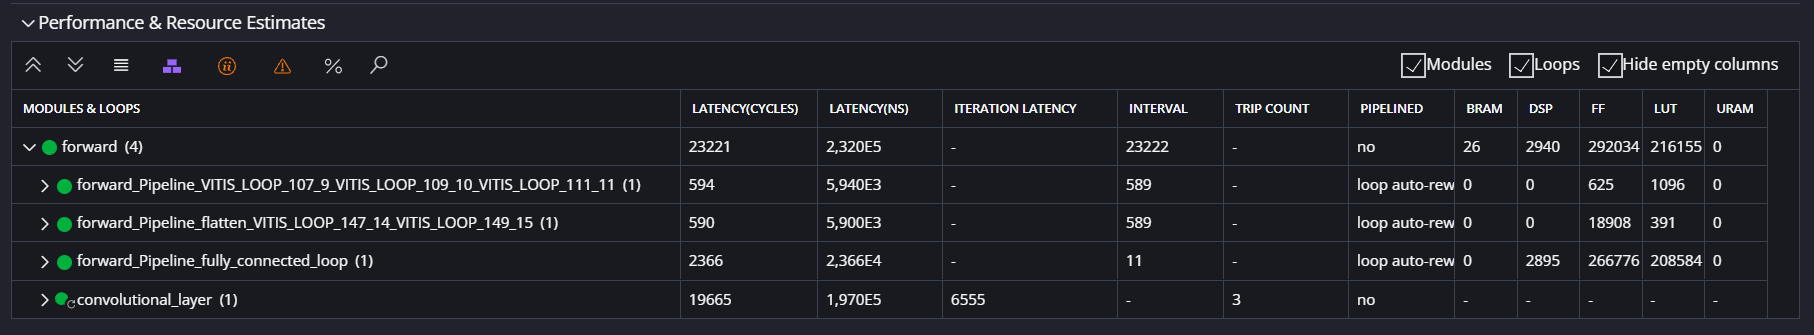 Performance & Resource Estimates
% Modules Loops Hide empty columns
MODULES & LOOPS LATENCY(CYCLES) LATENCY(NS) ITERATION LATENCY INTERVAL TRIP COUNT PIPELINED BRAM DSP FF LUT URAM
forward (4) 23221 2,320E5 - 23222 - no 26 2940 292034 216155 0
forward_Pipeline_VITIS_LOOP_107_9_VITIS_LOOP_109_10_VITIS_LOOP_111_11 (1) 594 5,940E3 - 589 - loop auto-rew 0 0 625 1096 0
forward_Pipeline_flatten_VITIS_LOOP_147_14_VITIS_LOOP_149_15 (1) 590 5,900E3 - 589 - loop auto-rew 0 0 18908 391 0
forward_Pipeline_fully_connected_loop (1) 2366 2,366E4 - 11 - loop auto-rew 0 2895 266776 208584 0
convolutional_layer (1) 19665 1,970E5 6555 - 3 no - - - - -